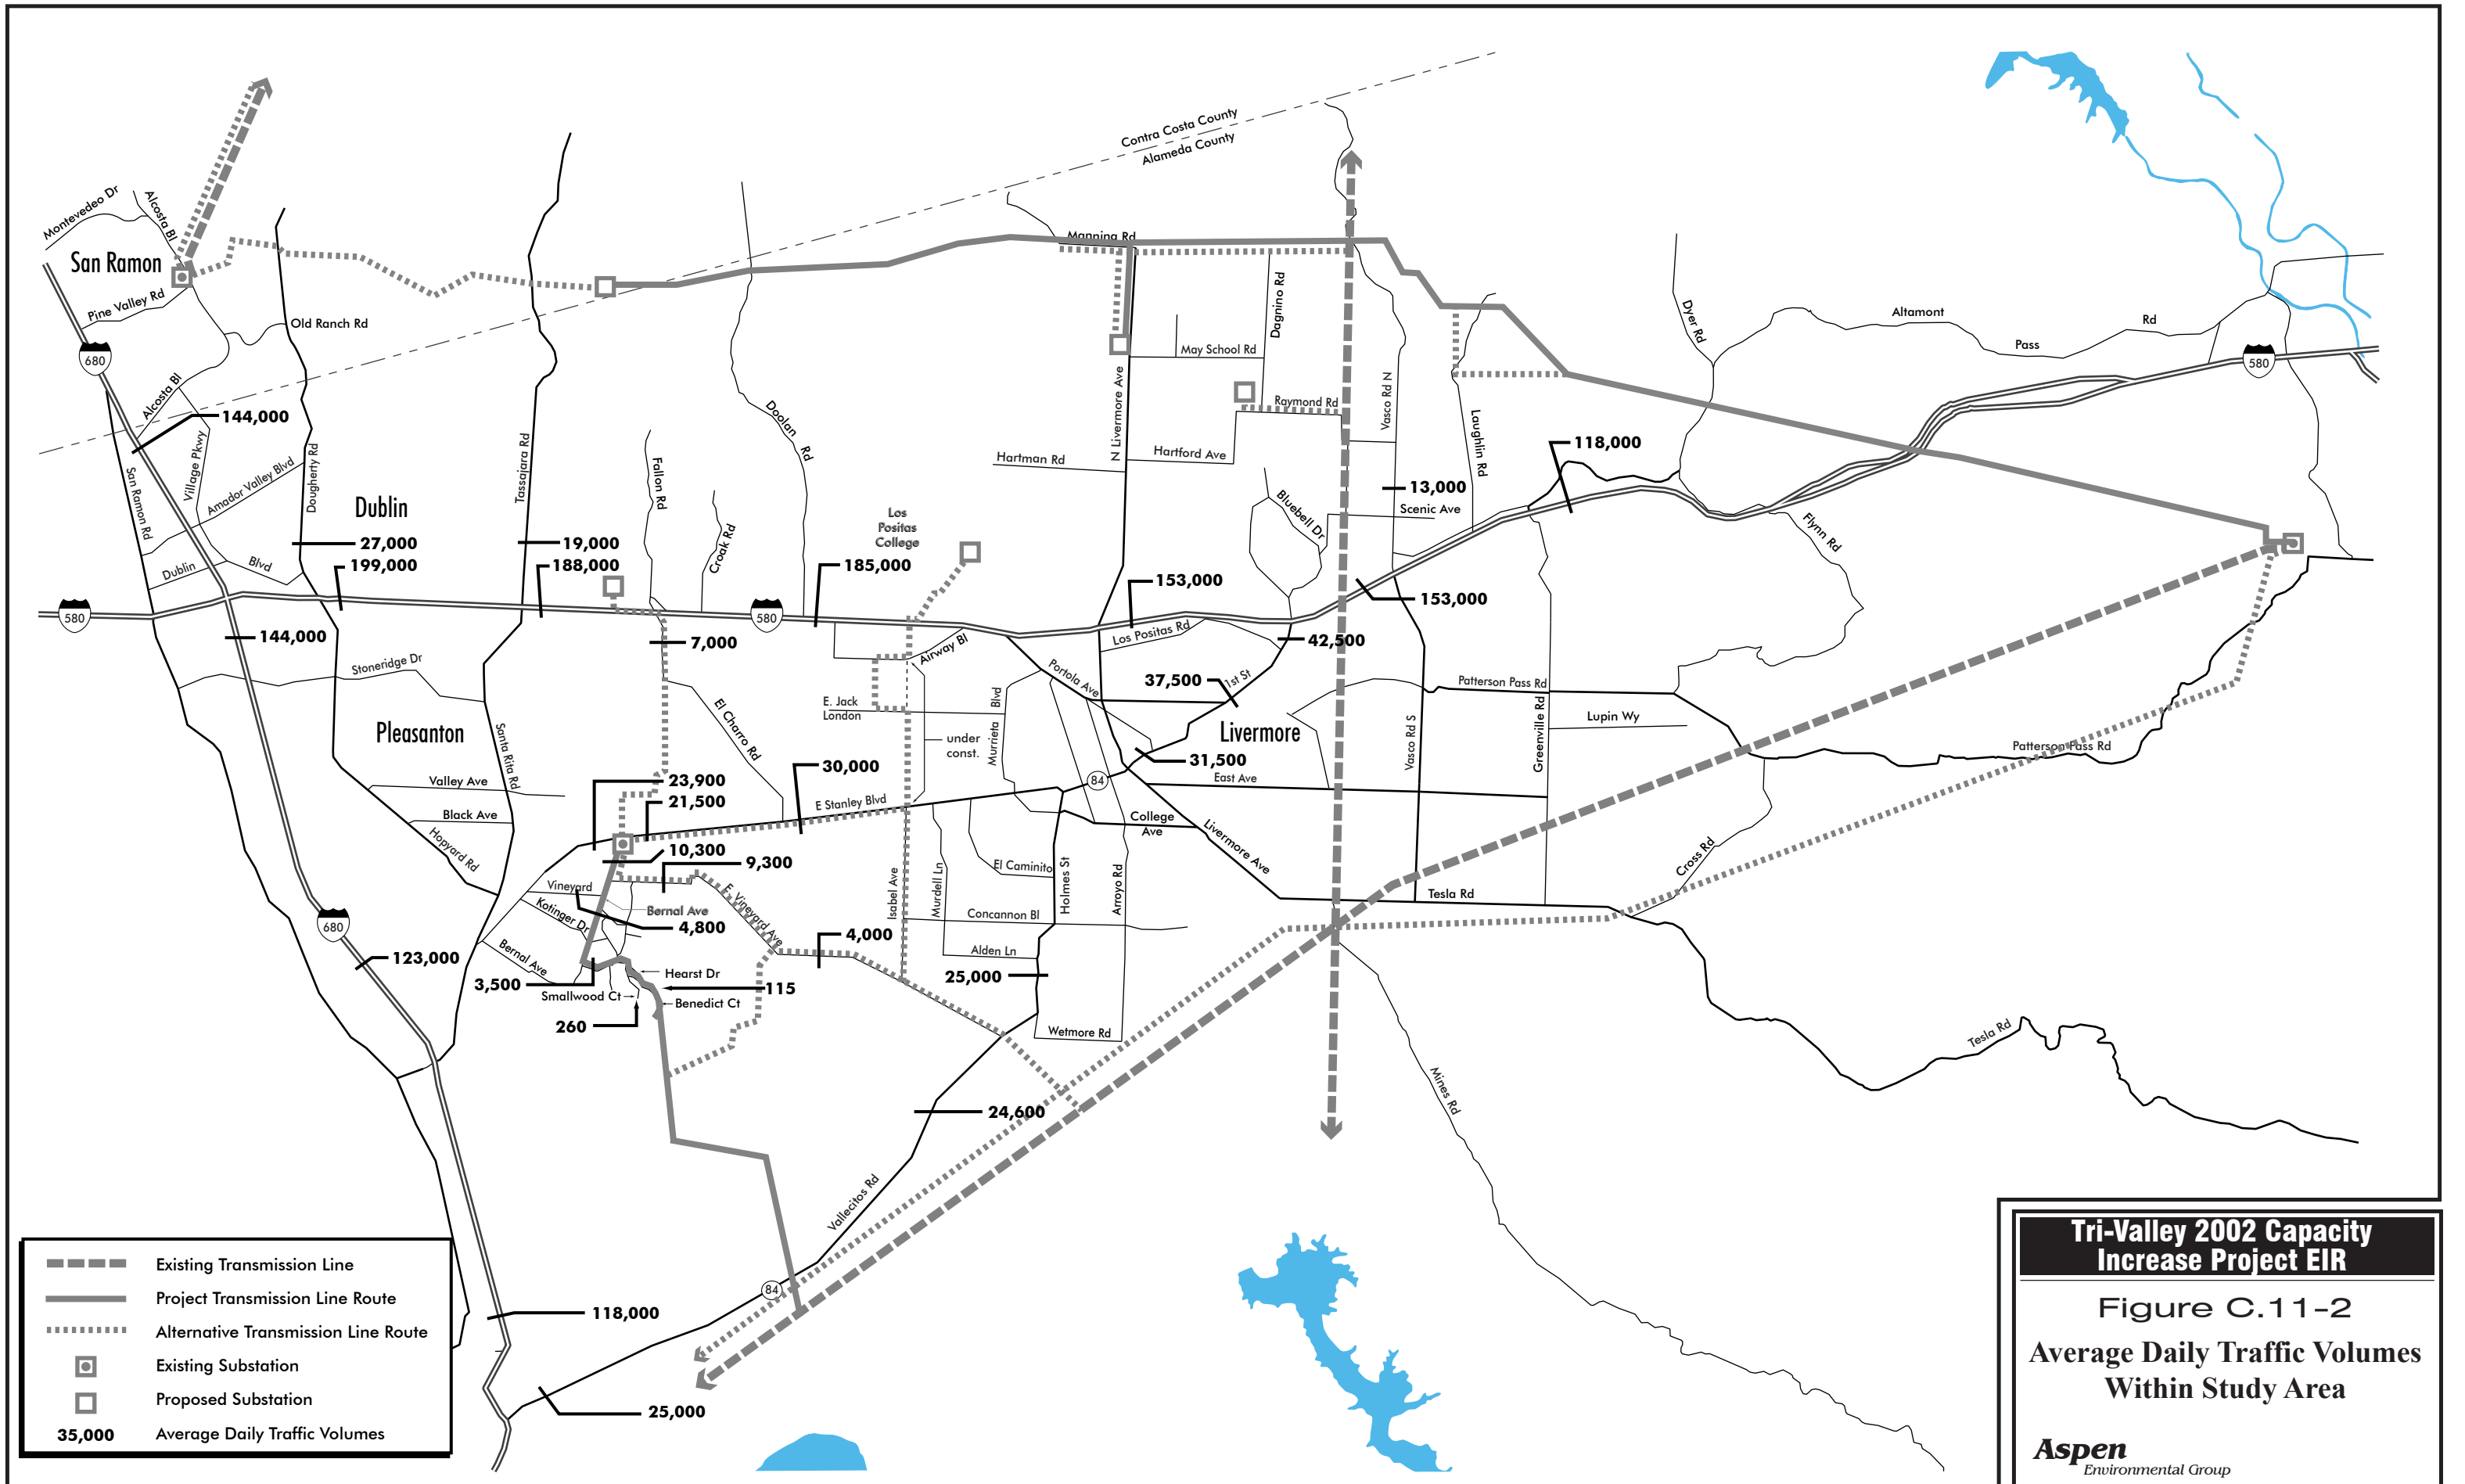 Contra Costa County
Alameda County
Montevedeo Dr
Alcosta Bl
San Ramon
Pine Valley Rd
Old Ranch Rd
680
Alcosta Bl
144,000
Village Pkwy
San Ramon Rd
Amador Valley Blvd
Dougherty Rd
Dublin
Tassajara Rd
27,000
199,000
Dublin
Blvd
19,000
188,000
Fallon Rd
Croak Rd
Doolan
Rd
185,000
Los
Positas
College
580
580
144,000
7,000
Stoneridge Dr
Manning Rd
Dagnino Rd
May School Rd
N Livermore Ave
Raymond Rd
Hartman Rd
Hartford Ave
Vasco Rd N
Laughlin Rd
Bluebell Dr
13,000
Scenic Ave
118,000
Dyer Rd
Altamont
Pass
Rd
580
Flynn Rd
153,000
153,000
Los Positas Rd
42,500
Airway Bl
Portola Ave
37,500
1st St
E. Jack
London
Murrieta
Blvd
under
const.
Livermore
31,500
84
East Ave
Patterson Pass Rd
Lupin Wy
Greenville Rd
Vasco Rd S
Patterson Pass Rd
Pleasanton
Santa Rita Rd
El Charro Rd
Valley Ave
Black Ave
Hopyard Rd
23,900
21,500
30,000
E Stanley Blvd
10,300
9,300
College
Ave
Livermore Ave
El Caminito
Holmes St
Arroyo Rd
Murdell Ln
Isabel Ave
Vineyard
Kotinger Dr
Bernal Ave
E. Vineyard Ave
4,800
4,000
Concannon Bl
Alden Ln
25,000
Tesla Rd
Cross Rd
680
123,000
Bernal Ave
3,500
Hearst Dr
115
Smallwood Ct
Benedict Ct
260
Wetmore Rd
Tesla Rd
Mines Rd
24,600
Vallecitos Rd
84
118,000
25,000
Existing Transmission Line
Project Transmission Line Route
Alternative Transmission Line Route
Existing Substation
Proposed Substation
35,000 Average Daily Traffic Volumes
Tri-Valley 2002 Capacity
Increase Project EIR
Figure C.11-2
Average Daily Traffic Volumes
Within Study Area
Aspen
Environmental Group